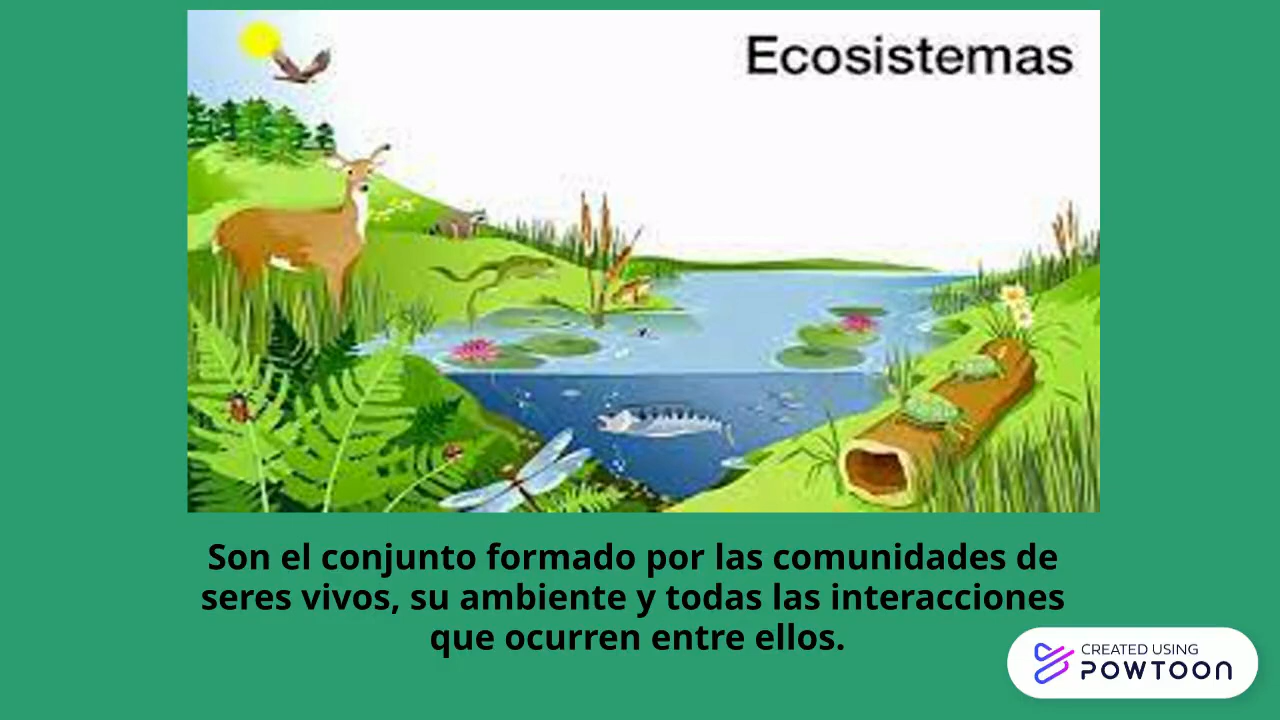 Ecosistemas
Son el conjunto formado por las comunidades de
seres vivos, su ambiente y todas las interacciones
que ocurren entre ellos.
CREATED USING
POWTOON